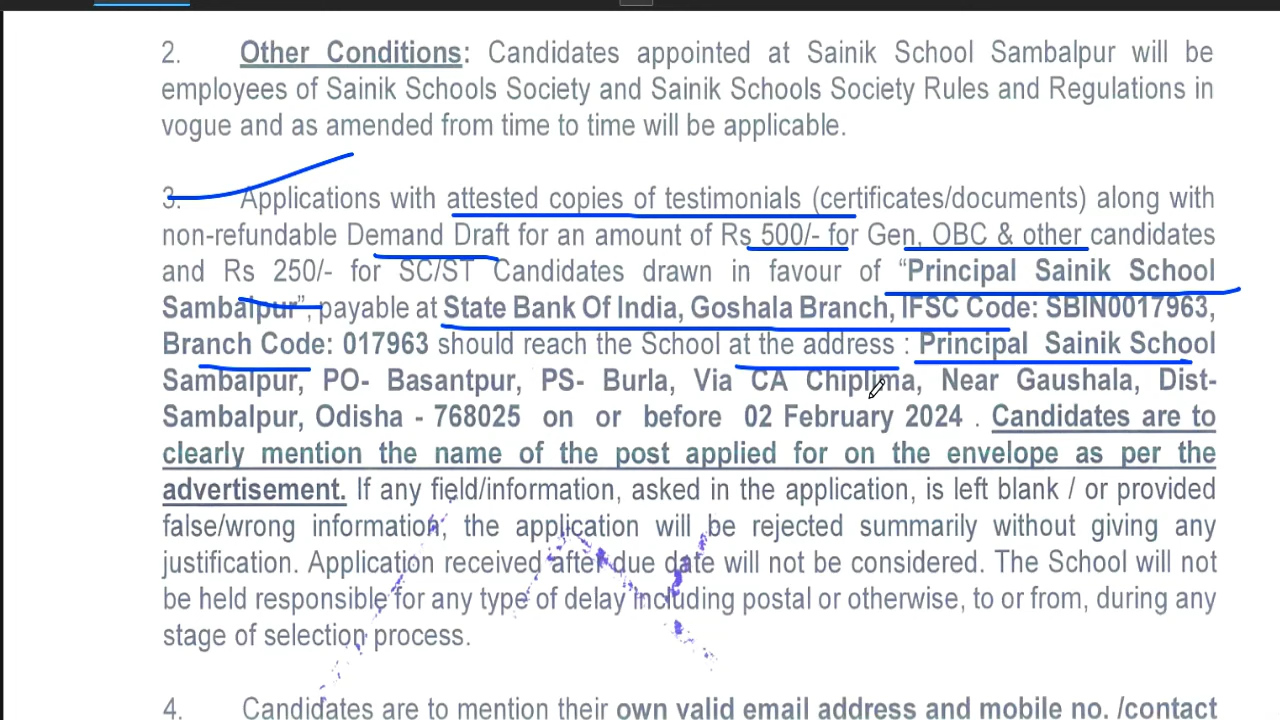 2. Other Conditions: Candidates appointed at Sainik School Sambalpur will be
employees of Sainik Schools Society and Sainik Schools Society Rules and Regulations in
vogue and as amended from time to time will be applicable.
3. Applications with attested copies of testimonials (certificates/documents) along with
non-refundable Demand Draft for an amount of Rs 500/- for Gen, OBC & other candidates
and Rs 250/- for SC/ST Candidates drawn in favour of “Principal Sainik School
Sambalpur”, payable at State Bank Of India, Goshala Branch, IFSC Code: SBIN0017963,
Branch Code: 017963 should reach the School at the address : Principal Sainik School
Sambalpur, PO- Basantpur, PS- Burla, Via CA Chiplima, Near Gaushala, Dist-
Sambalpur, Odisha - 768025 on or before 02 February 2024 . Candidates are to
clearly mention the name of the post applied for on the envelope as per the
advertisement. If any field/information, asked in the application, is left blank / or provided
false/wrong information, the application will be rejected summarily without giving any
justification. Application received after due date will not be considered. The School will not
be held responsible for any type of delay including postal or otherwise, to or from, during any
stage of selection process.
4. Candidates are to mention their own valid email address and mobile no. /contact